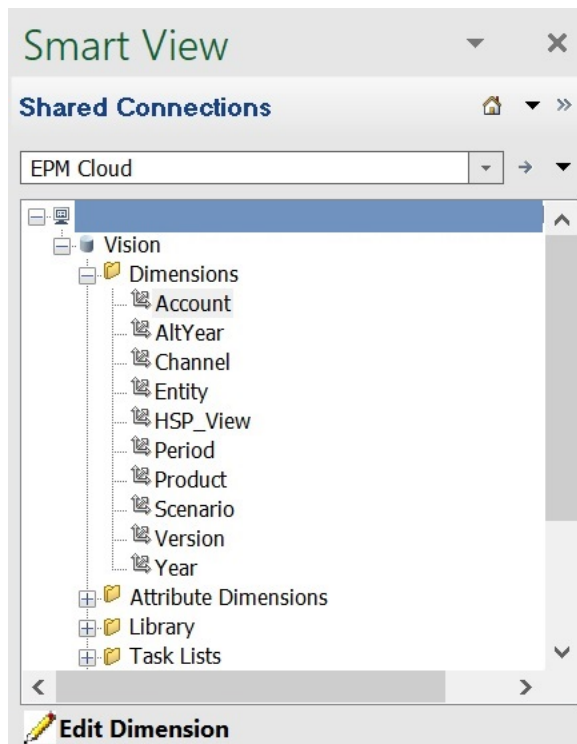 Smart View
Shared Connections
EPM Cloud
Vision
Dimensions
Account
AltYear
Channel
Entity
HSP_View
Period
Product
Scenario
Version
Year
Attribute Dimensions
Library
Task Lists
Edit Dimension